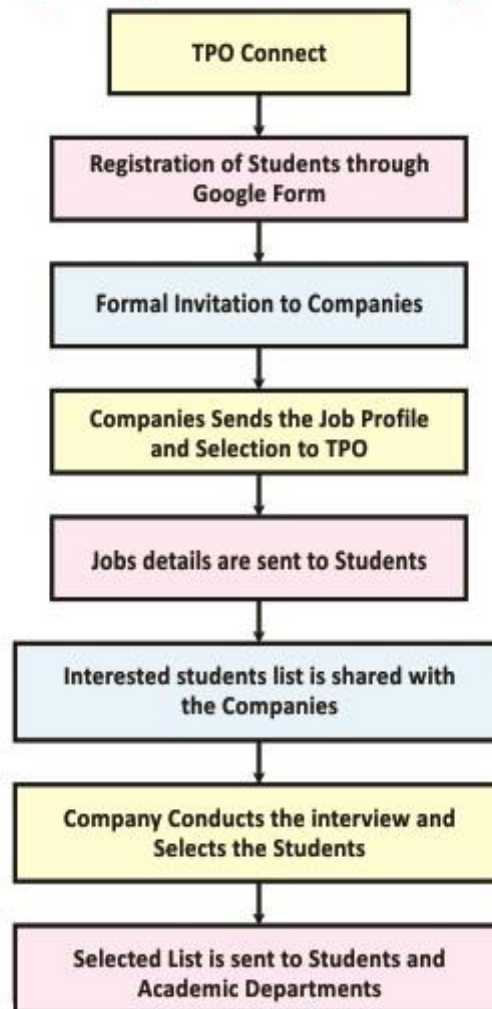 TPO Connect
Registration of Students through
Google Form
Formal Invitation to Companies
Companies Sends the Job Profile
and Selection to TPO
Jobs details are sent to Students
Interested students list is shared with
the Companies
Company Conducts the interview and
Selects the Students
Selected List is sent to Students and
Academic Departments